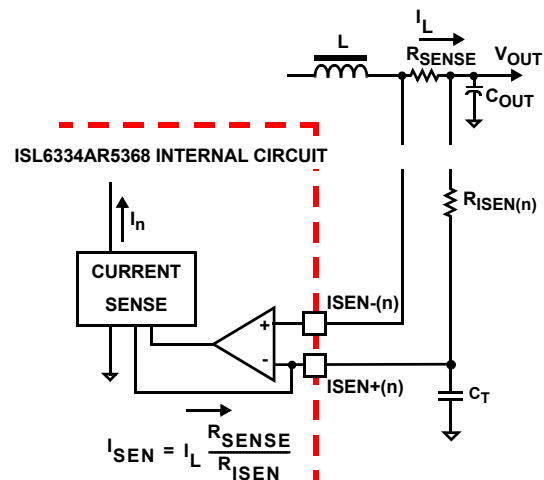 I_L
L
R_SENSE
V_OUT
C_OUT
ISL6334AR5368 INTERNAL CIRCUIT
R_ISEN(n)
I_n
CURRENT
SENSE
ISEN-(n)
+
-
ISEN+(n)
C_T
I_SEN = I_L R_SENSE / R_ISEN